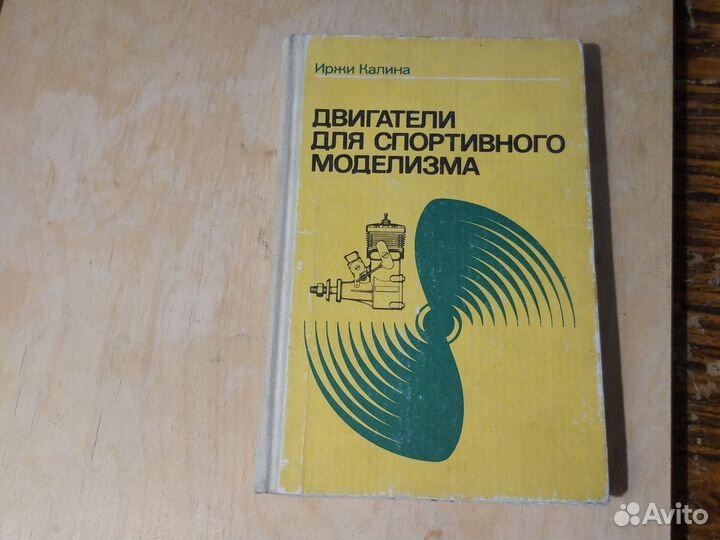 Иржи Калина
ДВИГАТЕЛИ
ДЛЯ СПОРТИВНОГО
МОДЕЛИЗМА
Avito